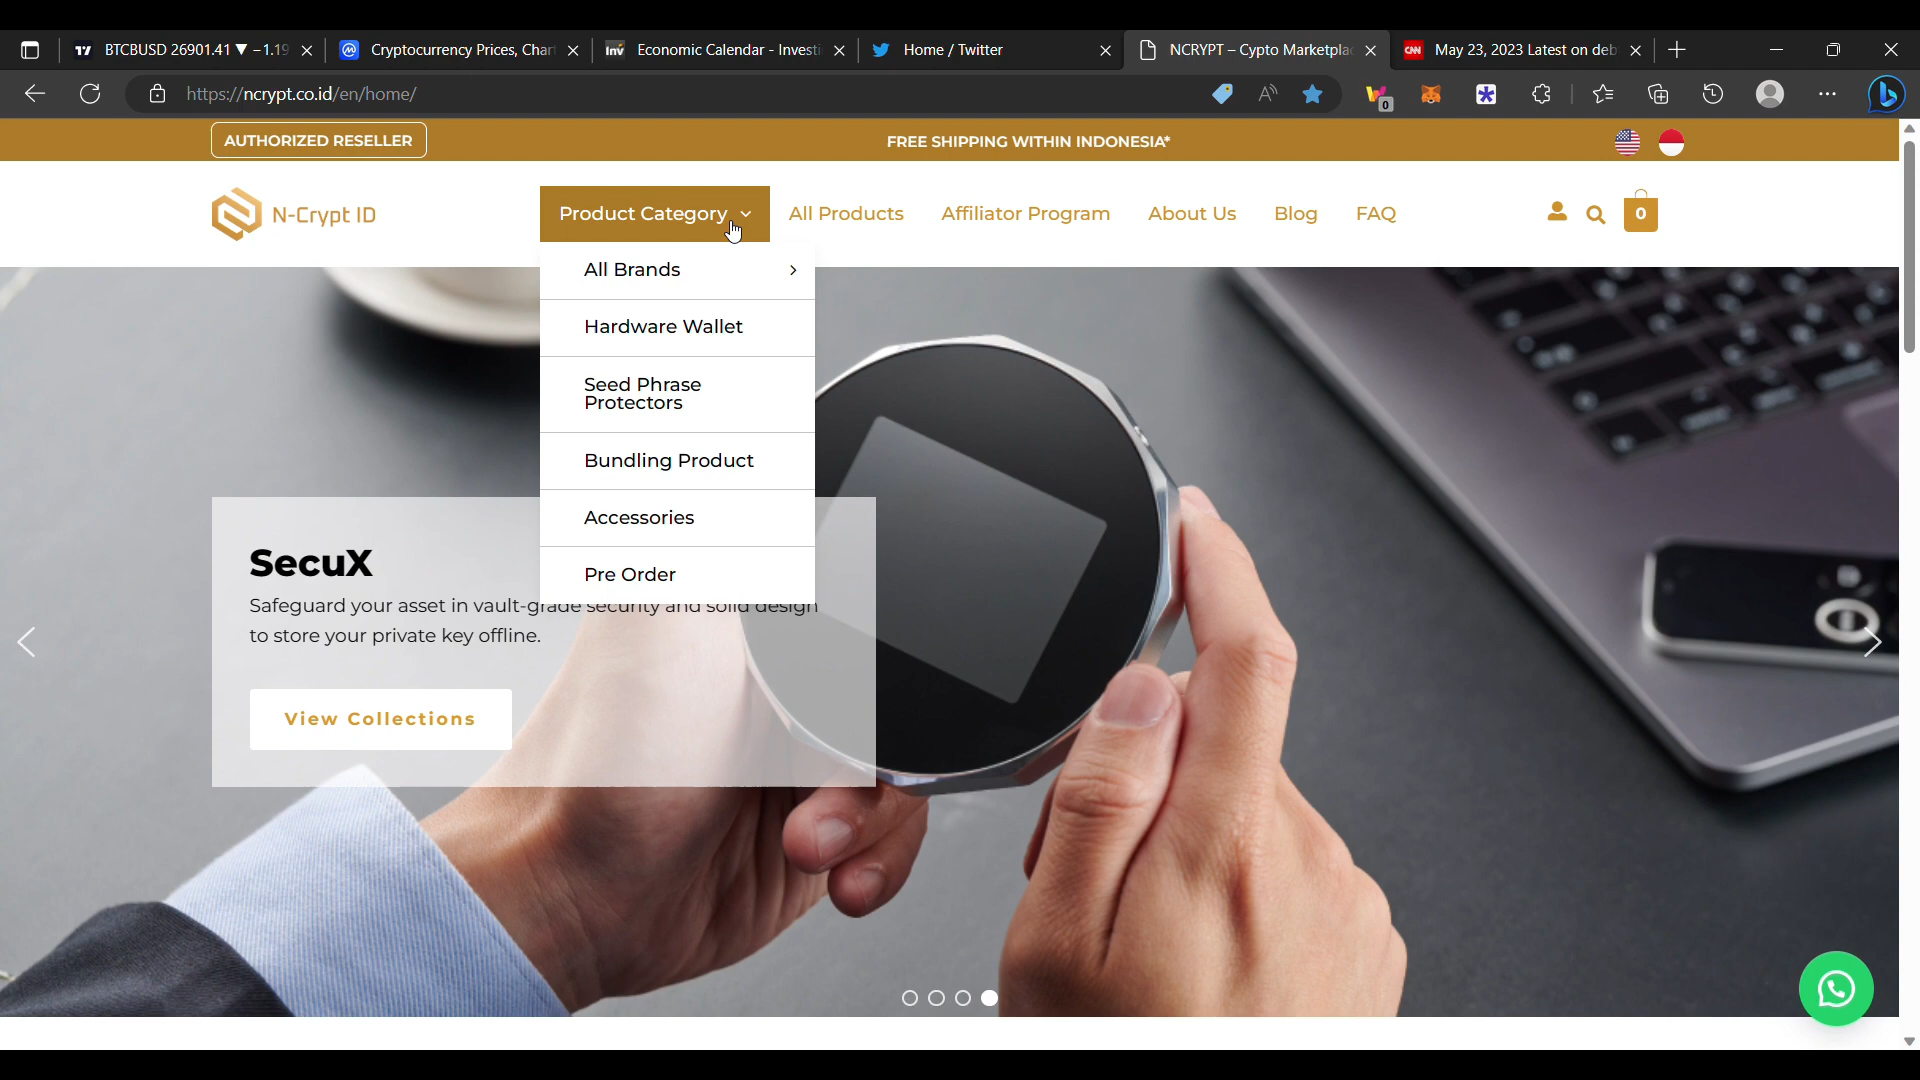 BTCBUSD 26901.41 ▼ −1.19
Cryptocurrency Prices, Chart
Economic Calendar - Investi
Home / Twitter
NCRYPT – Cypto Marketplac
May 23, 2023 Latest on deb
https://ncrypt.co.id/en/home/
0
AUTHORIZED RESELLER
FREE SHIPPING WITHIN INDONESIA*
N-Crypt ID
Product Category
All Products
Affiliator Program
About Us
Blog
FAQ
0
All Brands
Hardware Wallet
Seed Phrase
Protectors
Bundling Product
Accessories
Pre Order
SecuX
Safeguard your asset in vault-grade security and solid design
to store your private key offline.
View Collections